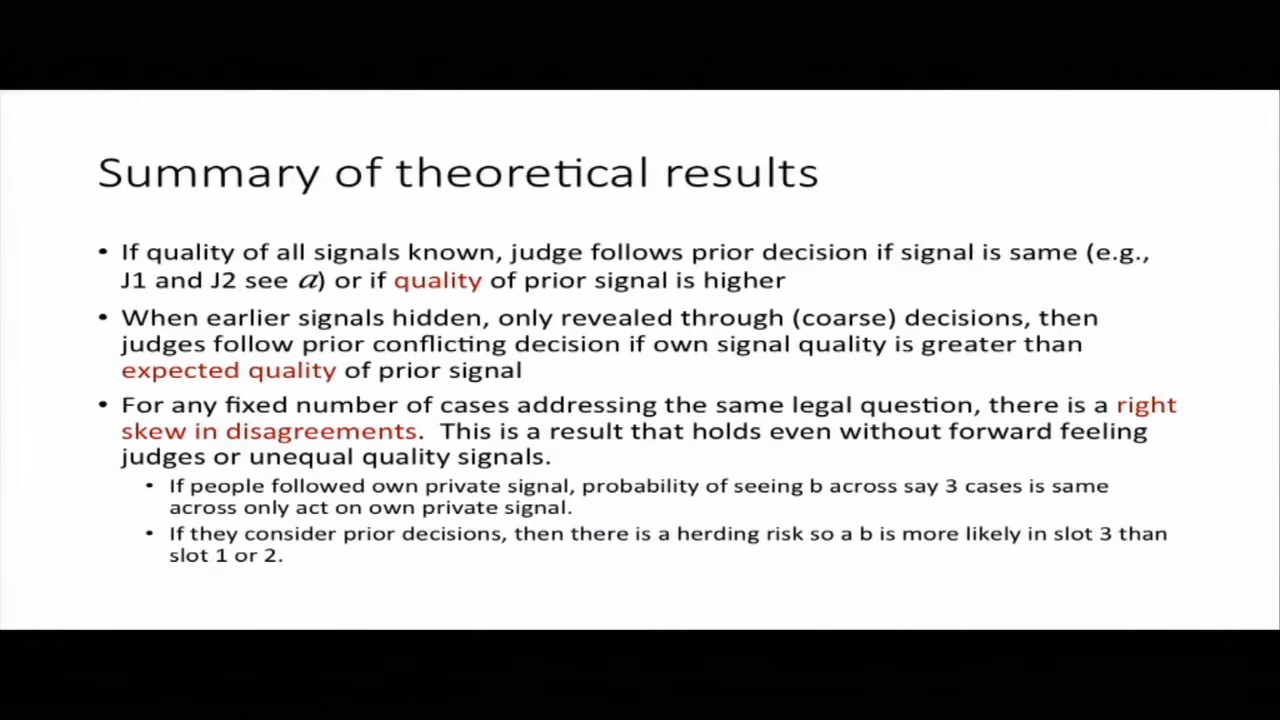 Summary of theoretical results
• If quality of all signals known, judge follows prior decision if signal is same (e.g.,
J1 and J2 see a) or if quality of prior signal is higher
• When earlier signals hidden, only revealed through (coarse) decisions, then
judges follow prior conflicting decision if own signal quality is greater than
expected quality of prior signal
• For any fixed number of cases addressing the same legal question, there is a right
skew in disagreements. This is a result that holds even without forward feeling
judges or unequal quality signals.
• If people followed own private signal, probability of seeing b across say 3 cases is same
across only act on own private signal.
• If they consider prior decisions, then there is a herding risk so a b is more likely in slot 3 than
slot 1 or 2.